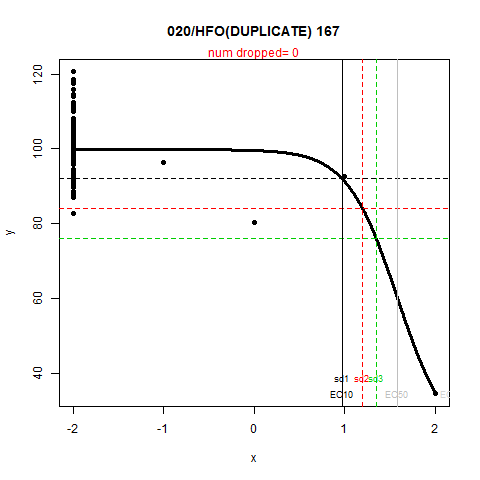 020/HFO(DUPLICATE) 167
num dropped= 0
120
100
80
60
40
y
sd1 sd2 sd3
EC10 EC50 EC
-2 -1 0 1 2
x